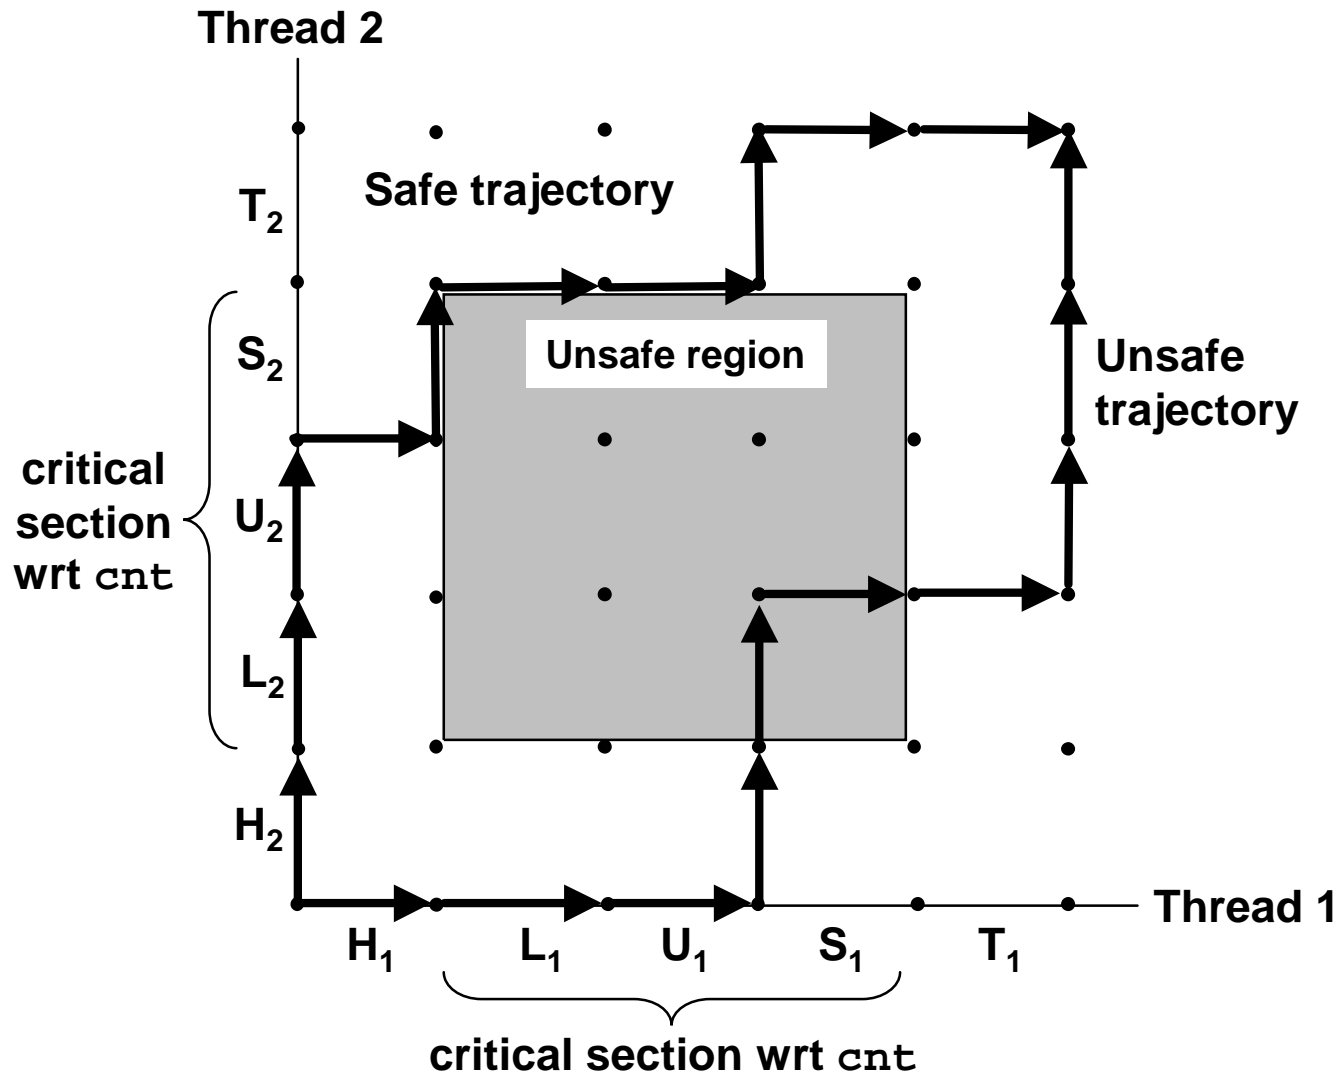 Thread 2
T2
Safe trajectory
S2
Unsafe region
Unsafe
trajectory
critical
section
wrt cnt
U2
L2
H2
Thread 1
H1 L1 U1 S1 T1
critical section wrt cnt